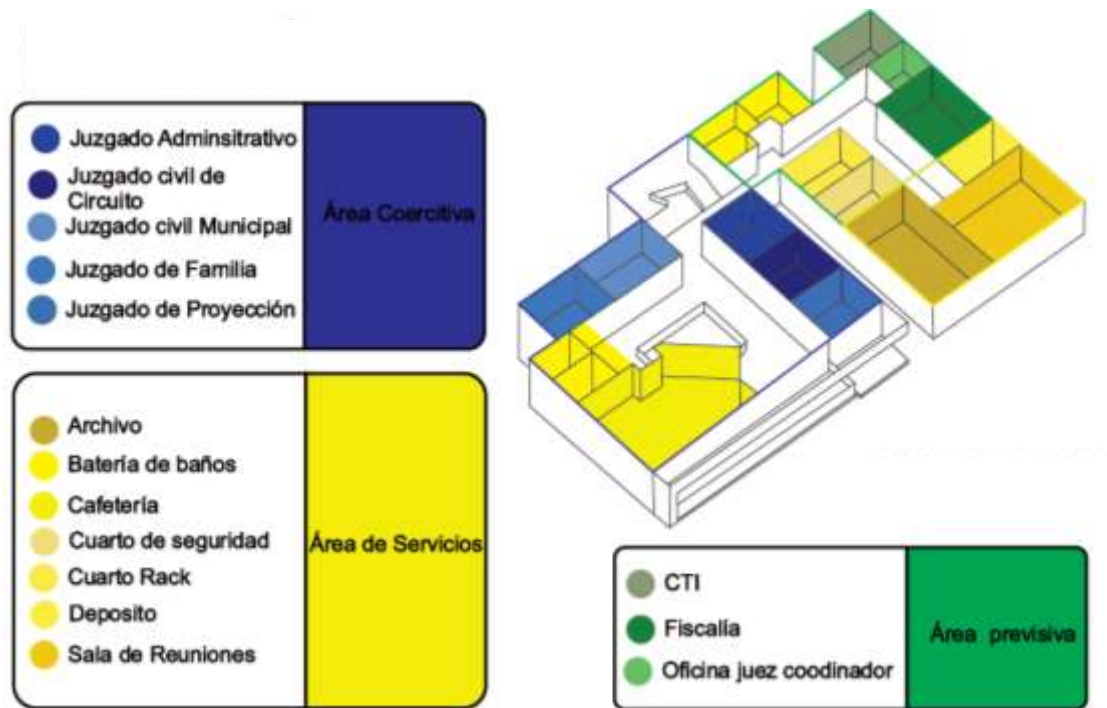 Juzgado Adminsitrativo
Juzgado civil de
Circuito
Juzgado civil Municipal
Juzgado de Familia
Juzgado de Proyección
Área Coercitiva
Archivo
Batería de baños
Cafetería
Cuarto de seguridad
Cuarto Rack
Deposito
Sala de Reuniones
Área de Servicios
CTI
Fiscalía
Oficina juez coodinador
Área previsiva